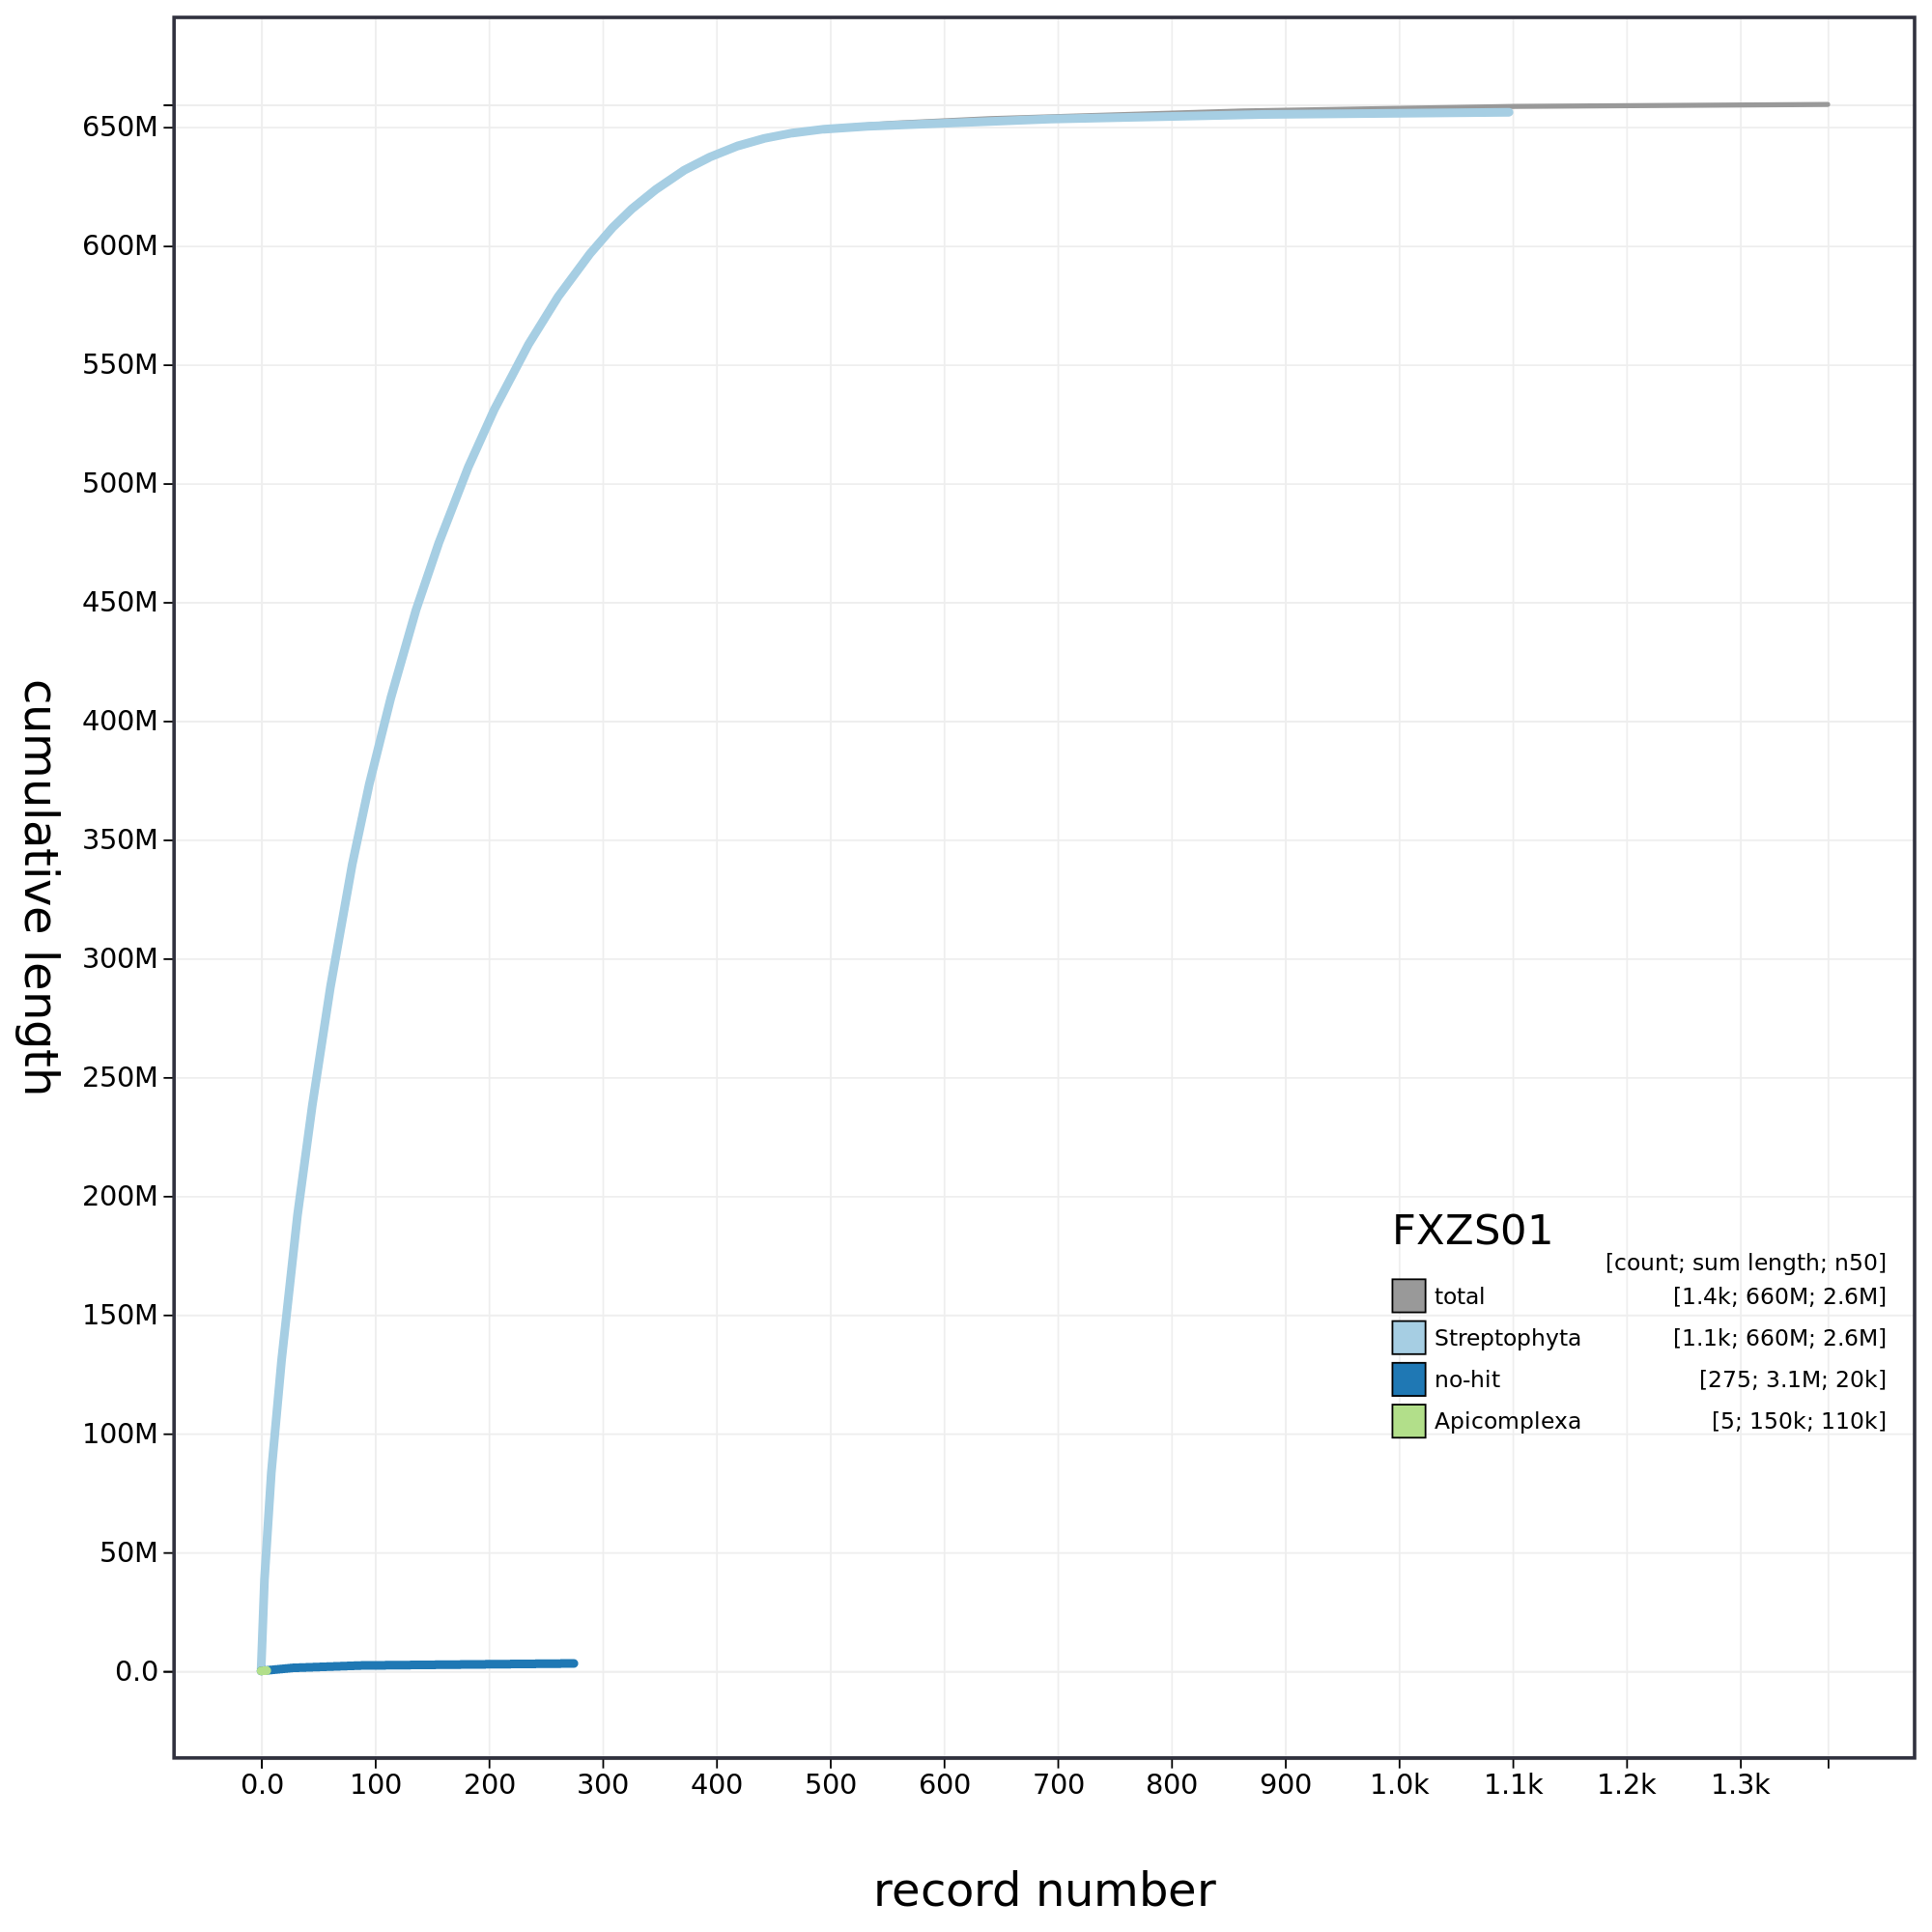 cumulative length
650M
600M
550M
500M
450M
400M
350M
300M
250M
200M
150M
100M
50M
0.0
FXZS01
[count; sum length; n50]
total [1.4k; 660M; 2.6M]
Streptophyta [1.1k; 660M; 2.6M]
no-hit [275; 3.1M; 20k]
Apicomplexa [5; 150k; 110k]
0.0 100 200 300 400 500 600 700 800 900 1.0k 1.1k 1.2k 1.3k
record number